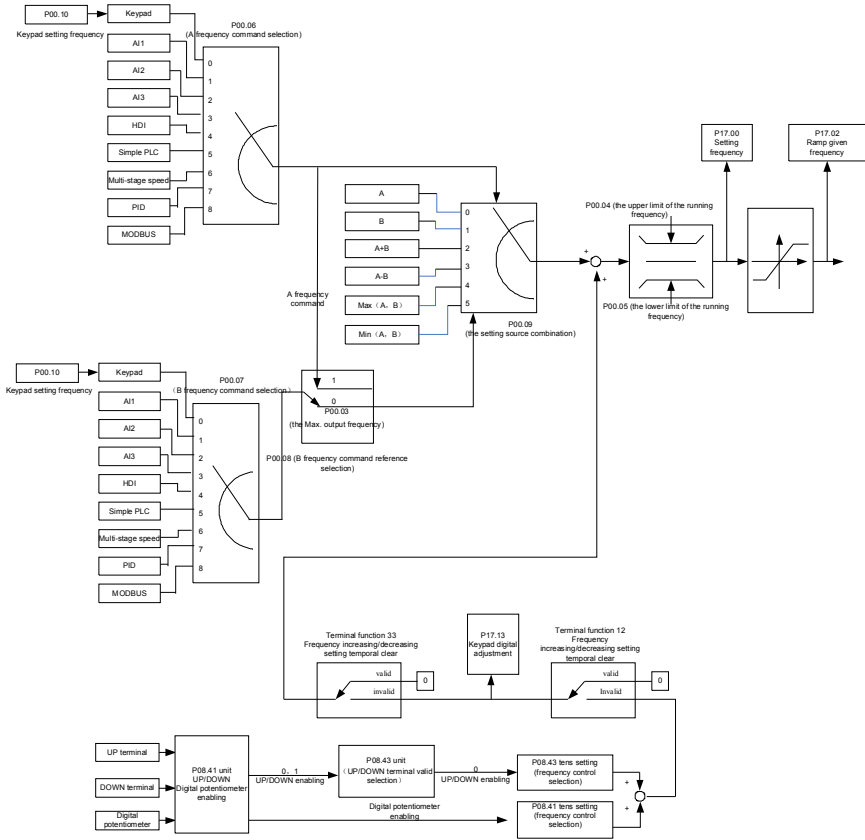 P00.10
Keypad
Keypad setting frequency
AI1
AI2
AI3
HDI
Simple PLC
Multi-stage speed
PID
MODBUS
P00.06
(A frequency command selection)
0
1
2
3
4
5
6
7
8
A frequency
command
A
B
A+B
A-B
Max（A，B）
Min（A，B）
0
1
2
3
4
5
P00.09
(the setting source combination)
+
+
P00.04 (the upper limit of the running
frequency)
P00.05 (the lower limit of the running
frequency)
P17.00
Setting
frequency
P17.02
Ramp given
frequency
P00.10
Keypad
Keypad setting frequency
AI1
AI2
AI3
HDI
Simple PLC
Multi-stage speed
PID
MODBUS
P00.07
（B frequency command selection）
0
1
2
3
4
5
6
7
8
1
0
P00.03
(the Max. output frequency)
P00.08 (B frequency command reference
selection)
Terminal function 33
Frequency increasing/decreasing
setting temporal clear
valid
invalid
0
P17.13
Keypad digital
adjustment
Terminal function 12
Frequency
increasing/decreasing setting
temporal clear
valid
Invalid
0
UP terminal
DOWN terminal
Digital
potentiometer
P08.41 unit
UP/DOWN
Digital potentiometer
enabling
0，1
UP/DOWN enabling
P08.43 unit
（UP/DOWN terminal valid
selection）
0
UP/DOWN enabling
P08.43 tens setting
(frequency control
selection)
Digital potentiometer
enabling
P08.41 tens setting
(frequency control
selection)
+
+